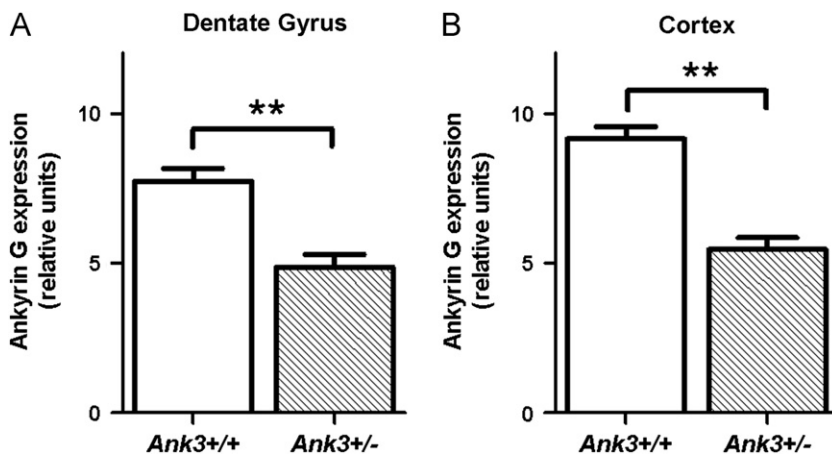 A
Dentate Gyrus
Ankyrin G expression
(relative units)
10
5
0
**
Ank3+/+
Ank3+/-
B
Cortex
Ankyrin G expression
(relative units)
10
5
0
**
Ank3+/+
Ank3+/-